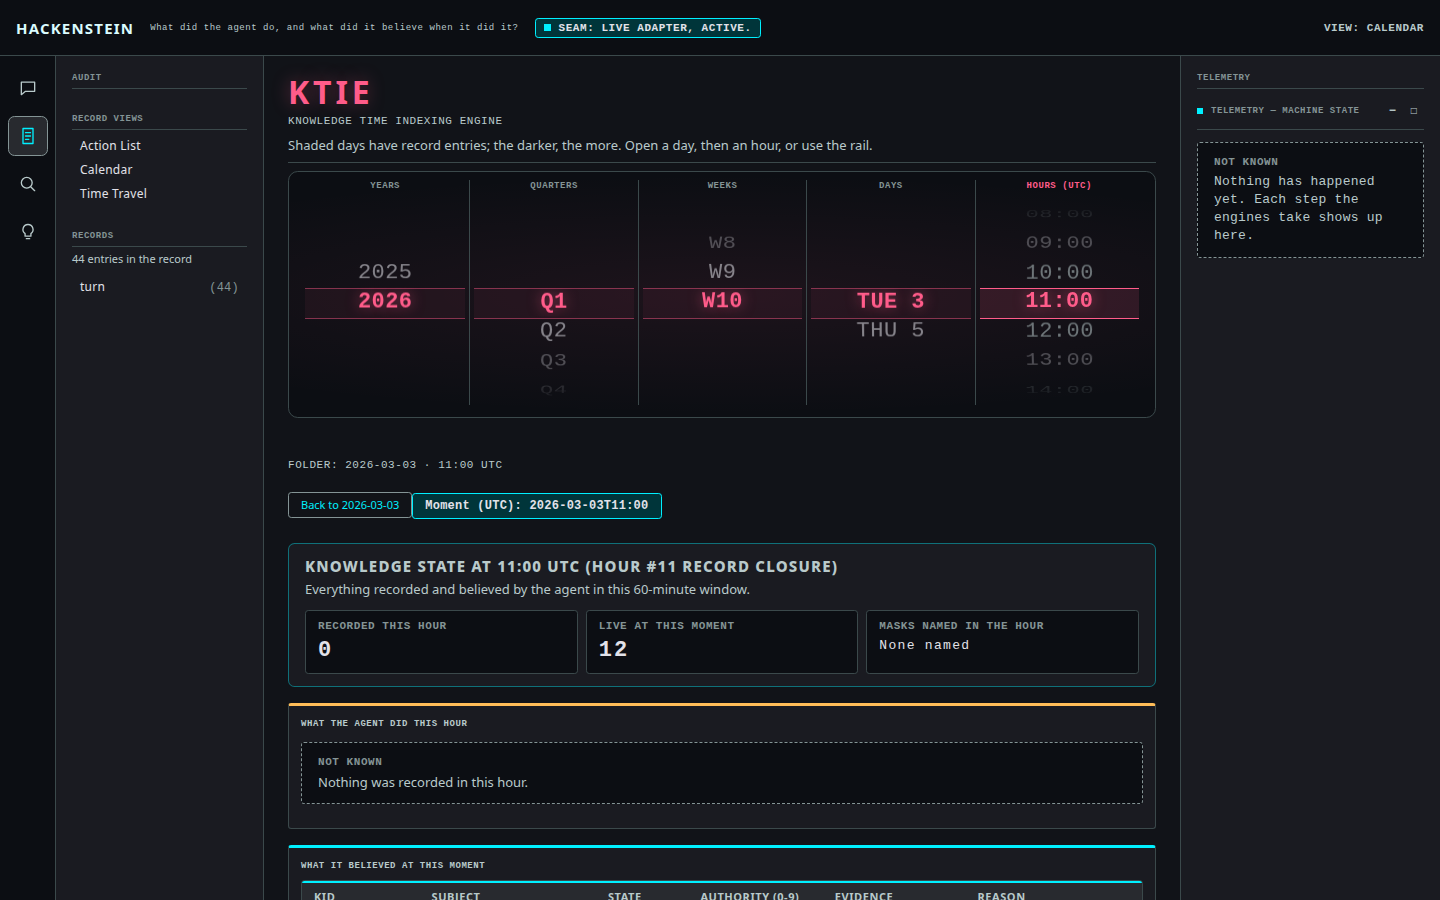 HACKENSTEIN
What did the agent do, and what did it believe when it did it?
SEAM: LIVE ADAPTER, ACTIVE.
VIEW: CALENDAR
AUDIT
RECORD VIEWS
Action List
Calendar
Time Travel
RECORDS
44 entries in the record
turn (44)
KTIE
KNOWLEDGE TIME INDEXING ENGINE
Shaded days have record entries; the darker, the more. Open a day, then an hour, or use the rail.
YEARS QUARTERS WEEKS DAYS HOURS (UTC)
08:00
W8 09:00
2025 W9 10:00
2026 Q1 W10 TUE 3 11:00
Q2 THU 5 12:00
Q3 13:00
Q4 14:00
FOLDER: 2026-03-03 · 11:00 UTC
Back to 2026-03-03
Moment (UTC): 2026-03-03T11:00
KNOWLEDGE STATE AT 11:00 UTC (HOUR #11 RECORD CLOSURE)
Everything recorded and believed by the agent in this 60-minute window.
RECORDED THIS HOUR
0
LIVE AT THIS MOMENT
12
MASKS NAMED IN THE HOUR
None named
WHAT THE AGENT DID THIS HOUR
NOT KNOWN
Nothing was recorded in this hour.
WHAT IT BELIEVED AT THIS MOMENT
KID SUBJECT STATE AUTHORITY (0-9) EVIDENCE REASON
TELEMETRY
TELEMETRY — MACHINE STATE
NOT KNOWN
Nothing has happened
yet. Each step the
engines take shows up
here.